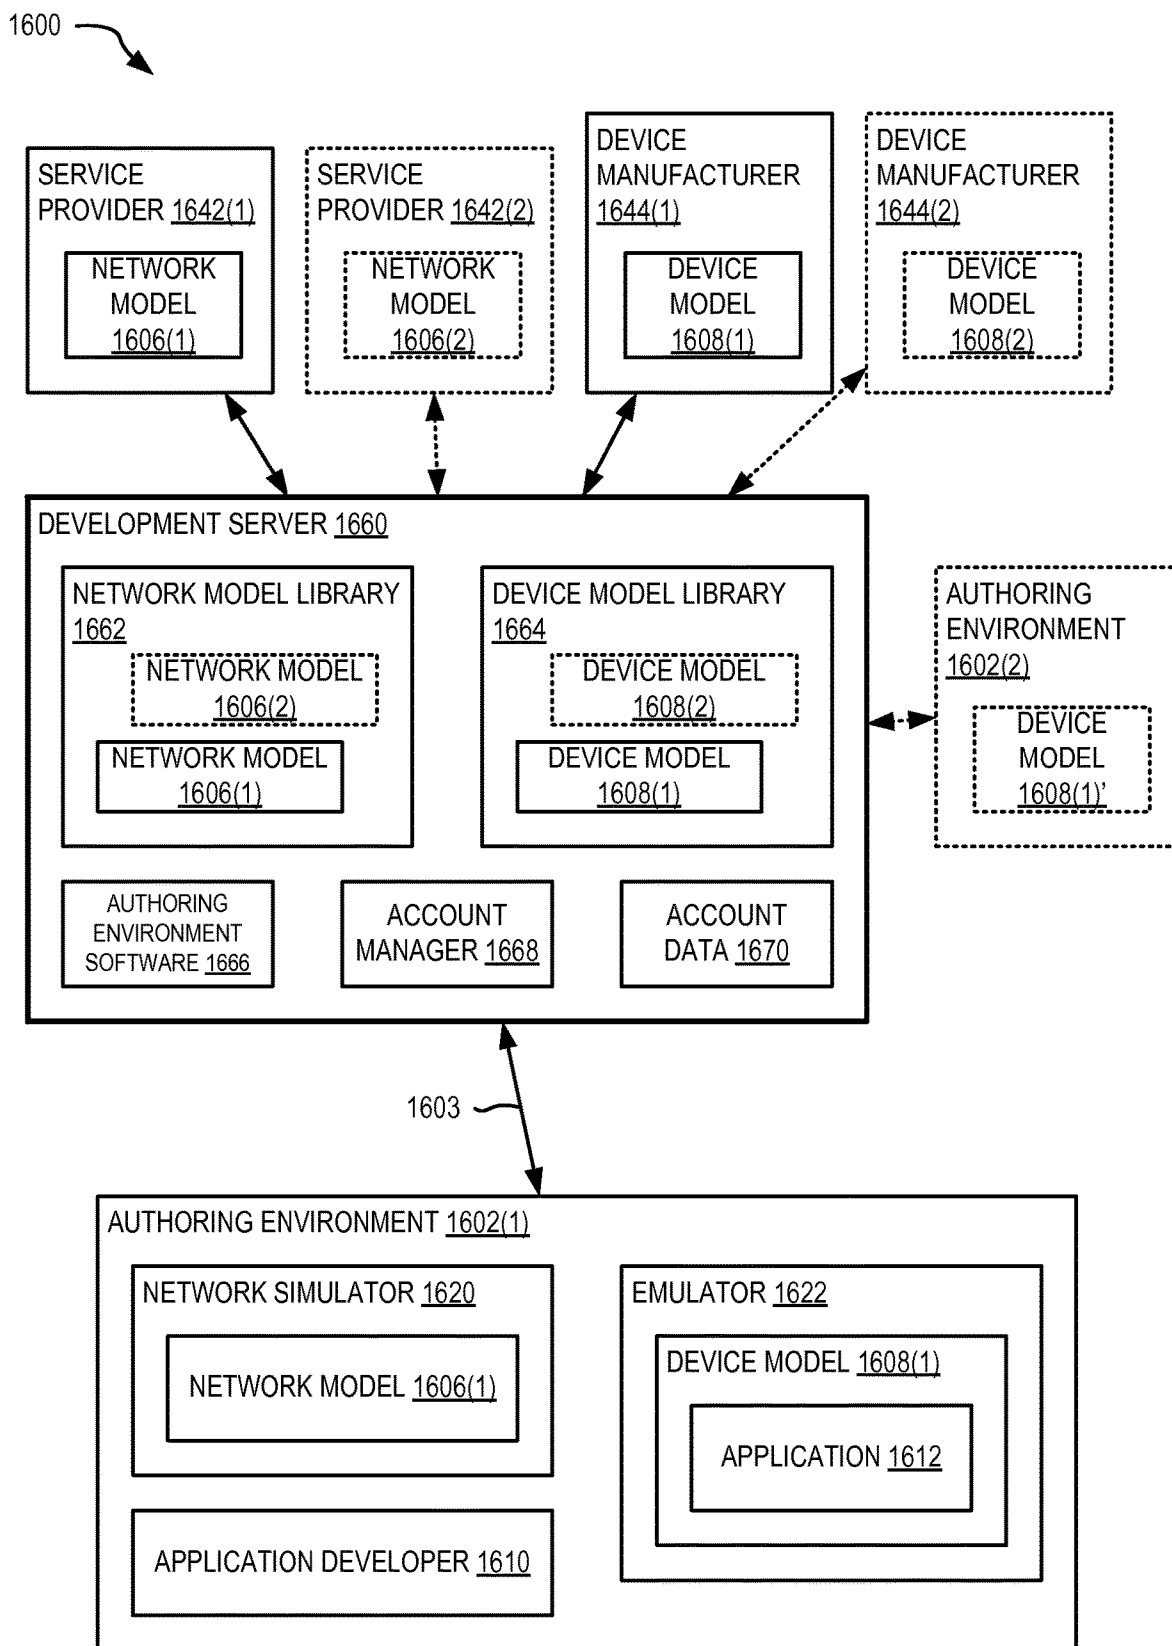 1600
SERVICE
PROVIDER 1642(1)
NETWORK
MODEL
1606(1)
SERVICE
PROVIDER 1642(2)
NETWORK
MODEL
1606(2)
DEVICE
MANUFACTURER
1644(1)
DEVICE
MODEL
1608(1)
DEVICE
MANUFACTURER
1644(2)
DEVICE
MODEL
1608(2)
DEVELOPMENT SERVER 1660
NETWORK MODEL LIBRARY
1662
NETWORK MODEL
1606(2)
NETWORK MODEL
1606(1)
DEVICE MODEL LIBRARY
1664
DEVICE MODEL
1608(2)
DEVICE MODEL
1608(1)
AUTHORING
ENVIRONMENT
1602(2)
DEVICE
MODEL
1608(1)’
AUTHORING
ENVIRONMENT
SOFTWARE 1666
ACCOUNT
MANAGER 1668
ACCOUNT
DATA 1670
1603
AUTHORING ENVIRONMENT 1602(1)
NETWORK SIMULATOR 1620
NETWORK MODEL 1606(1)
APPLICATION DEVELOPER 1610
EMULATOR 1622
DEVICE MODEL 1608(1)
APPLICATION 1612